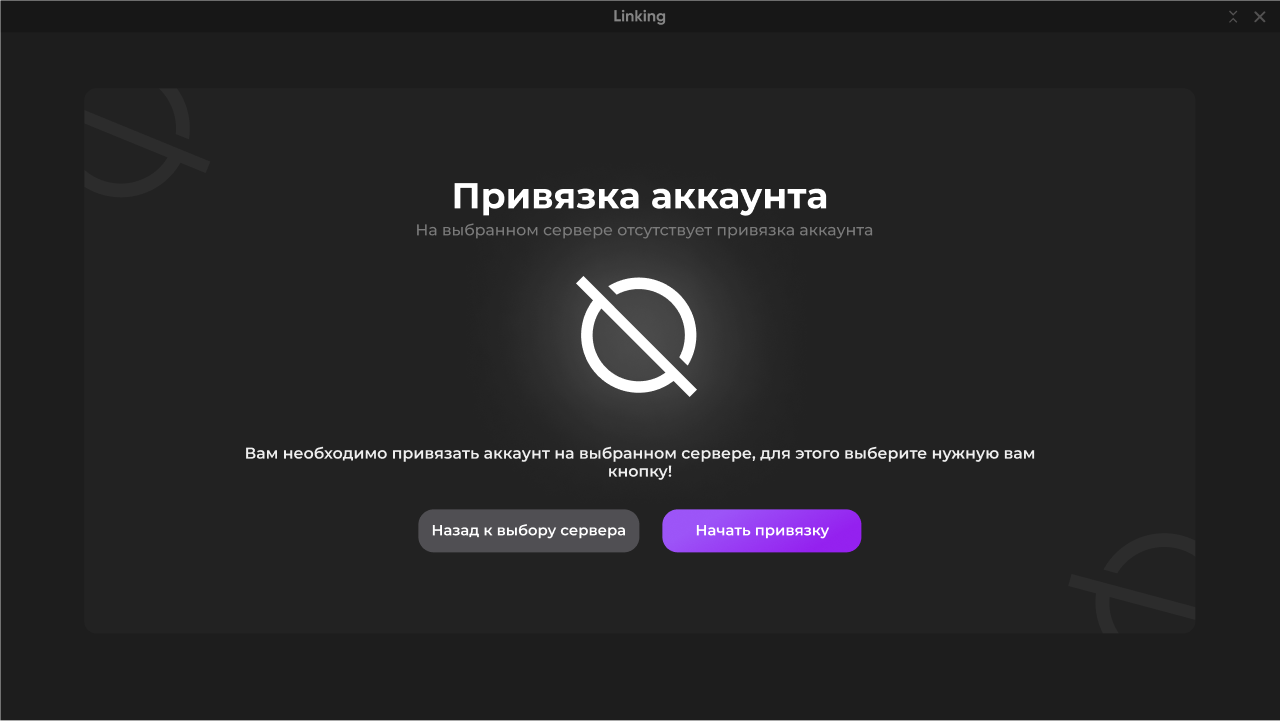 Linking
Привязка аккаунта
На выбранном сервере отсутствует привязка аккаунта
Вам необходимо привязать аккаунт на выбранном сервере, для этого выберите нужную вам
кнопку!
Назад к выбору сервера
Начать привязку